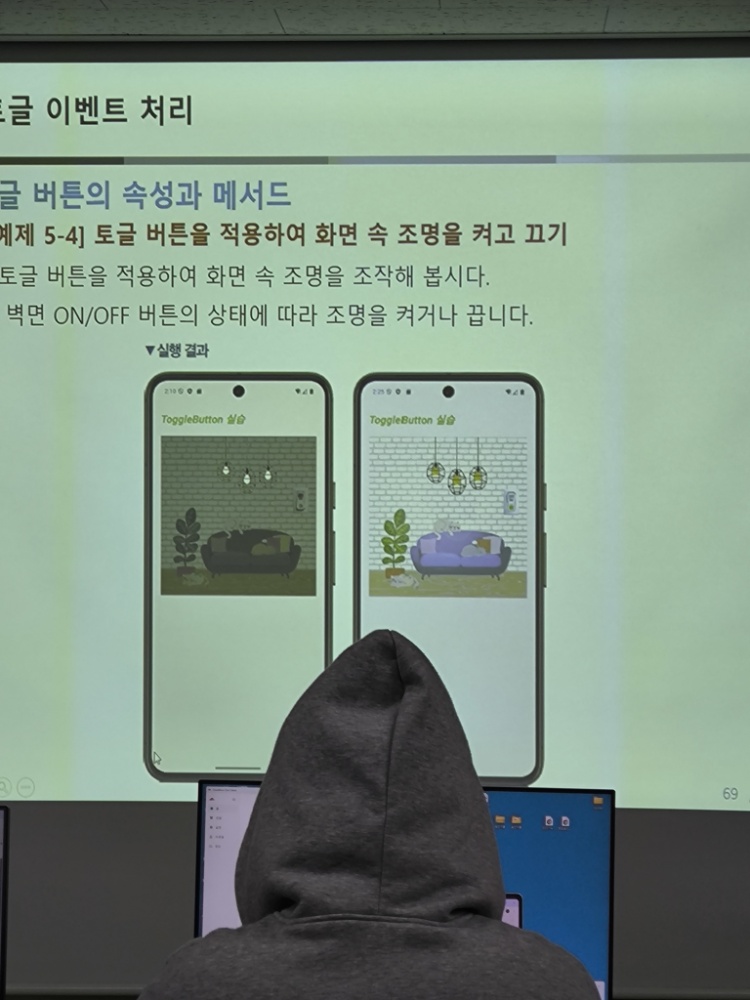 글 이벤트 처리
글 버튼의 속성과 메서드
예제 5-4] 토글 버튼을 적용하여 화면 속 조명을 켜고 끄기
토글 버튼을 적용하여 화면 속 조명을 조작해 봅시다.
벽면 ON/OFF 버튼의 상태에 따라 조명을 켜거나 끕니다.
▼실행 결과
ToggleButton 실습
ToggleButton 실습
69